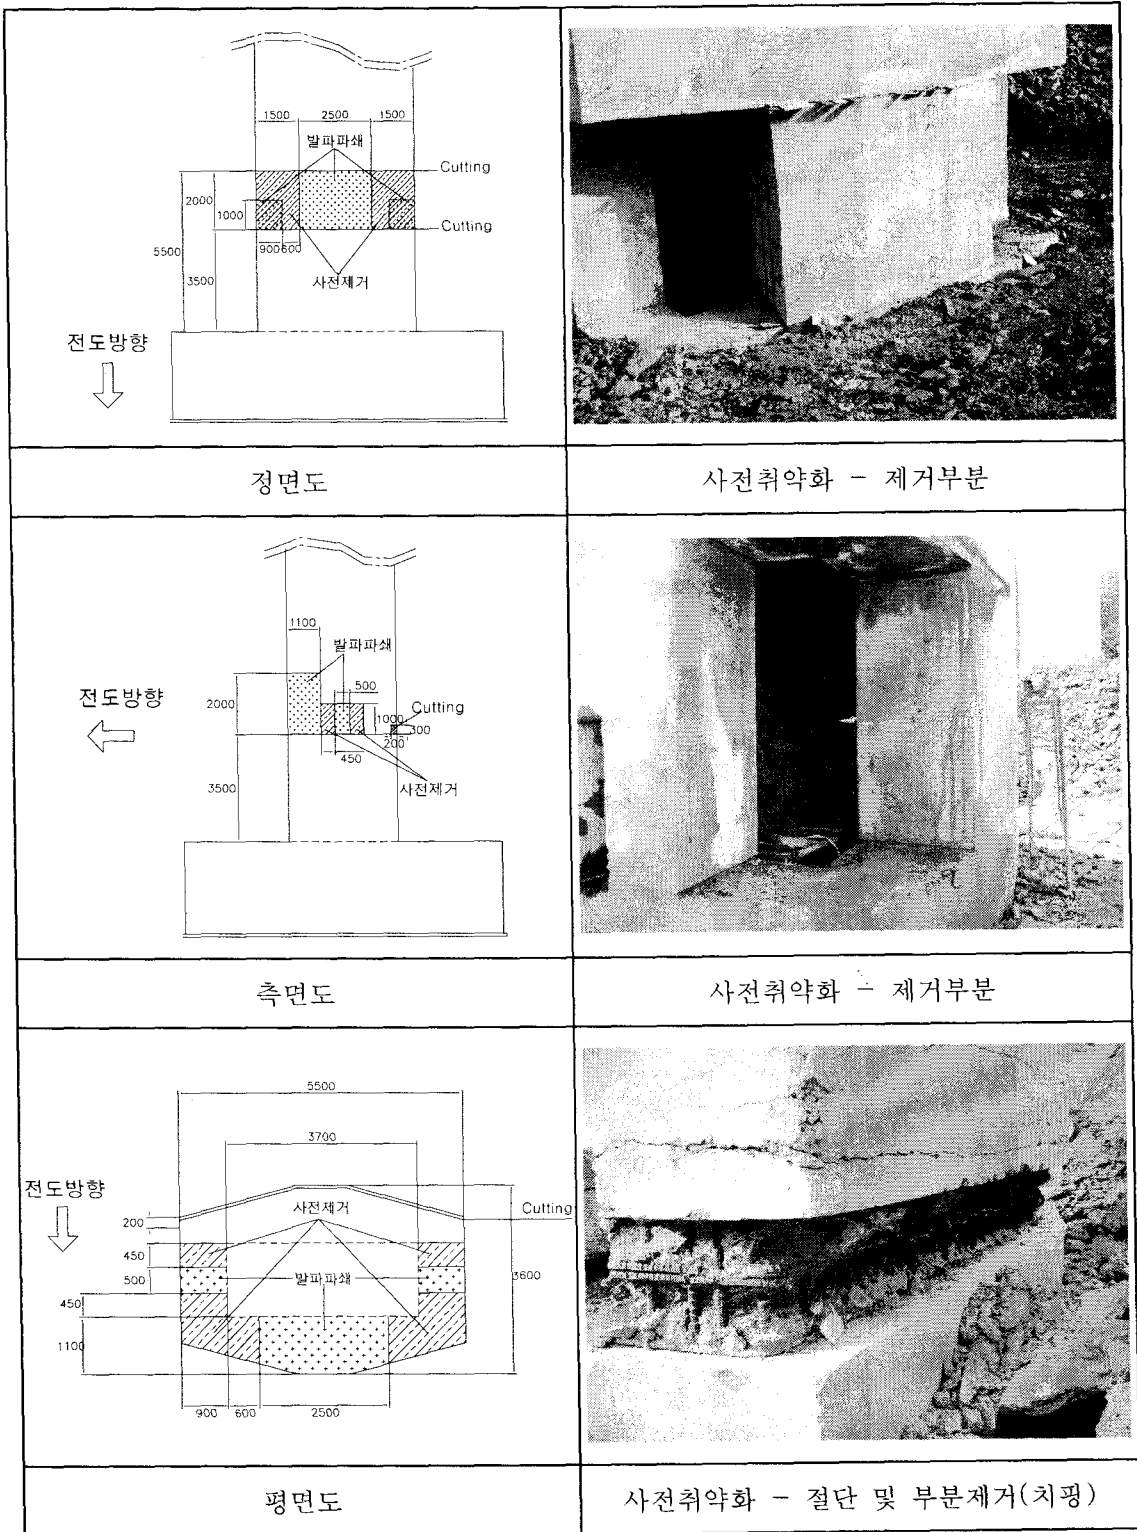 1500 2500 1500
발파파쇄
Cutting
2000
1000
Cutting
5500
900 600
3500
사전제거
전도방향
정면도
사전취약화 - 제거부분
1100
발파파쇄
500
전도방향
2000
Cutting
1000
300
200
450
3500
사전제거
측면도
사전취약화 - 제거부분
5500
3700
전도방향
사전제거
Cutting
200
450
3600
500
발파파쇄
450
1100
900 600 2500
평면도
사전취약화 - 절단 및 부분제거(치핑)